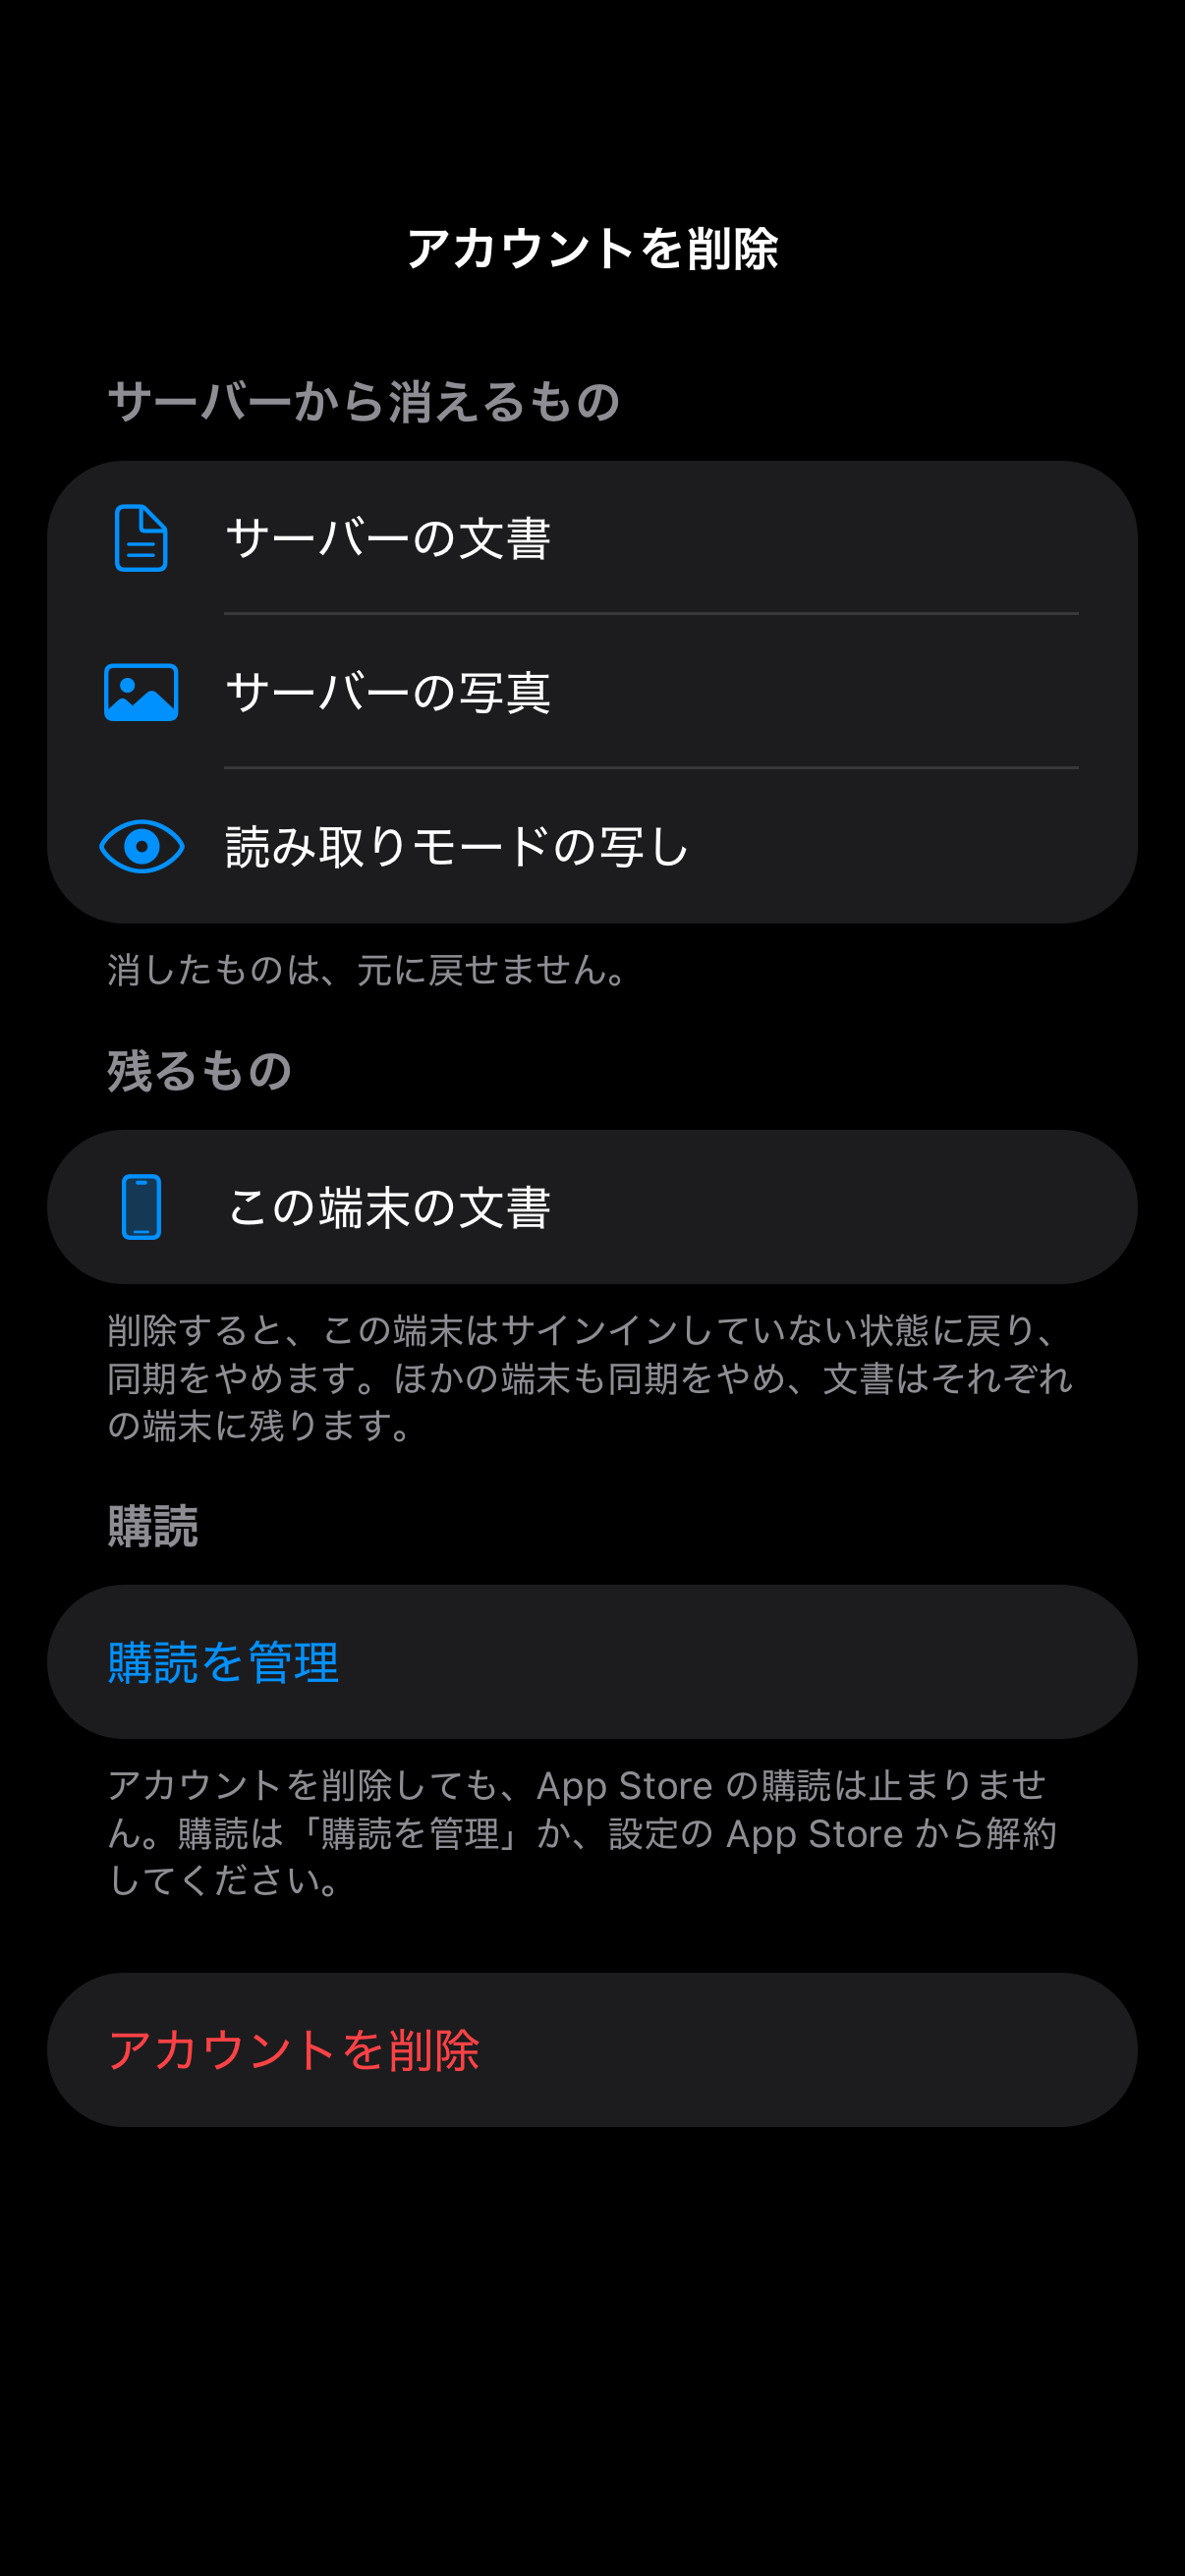 アカウントを削除
サーバーから消えるもの
サーバーの文書
サーバーの写真
読み取りモードの写し
消したものは、元に戻せません。
残るもの
この端末の文書
削除すると、この端末はサインインしていない状態に戻り、
同期をやめます。ほかの端末も同期をやめ、文書はそれぞれ
の端末に残ります。
購読
購読を管理
アカウントを削除しても、App Store の購読は止まりませ
ん。購読は「購読を管理」か、設定の App Store から解約
してください。
アカウントを削除